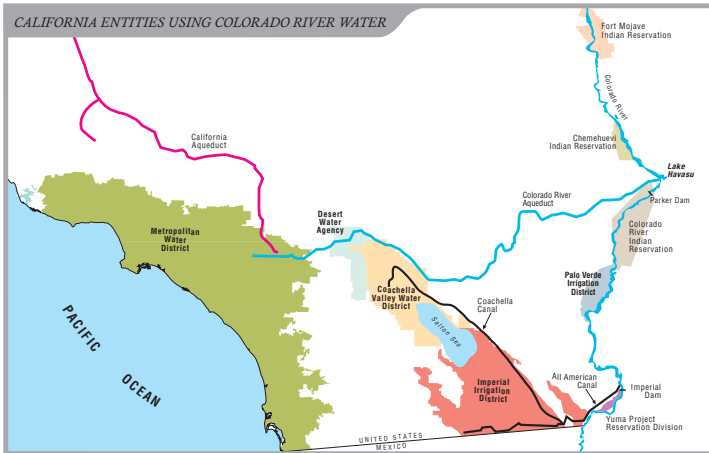 CALIFORNIA ENTITIES USING COLORADO RIVER WATER
Fort Mojave
Indian Reservation
Colorado River
California
Aqueduct
Chemehuevi
Indian Reservation
Lake
Havasu
Parker Dam
Colorado River
Aqueduct
Desert
Water
Agency
Metropolitan
Water
District
Colorado
River
Indian
Reservation
Palo Verde
Irrigation
District
Coachella
Valley Water
District
Coachella
Canal
Salton Sea
PACIFIC
OCEAN
Imperial
Irrigation
District
All American
Canal
Imperial
Dam
Yuma Project
Reservation Division
UNITED STATES
MEXICO